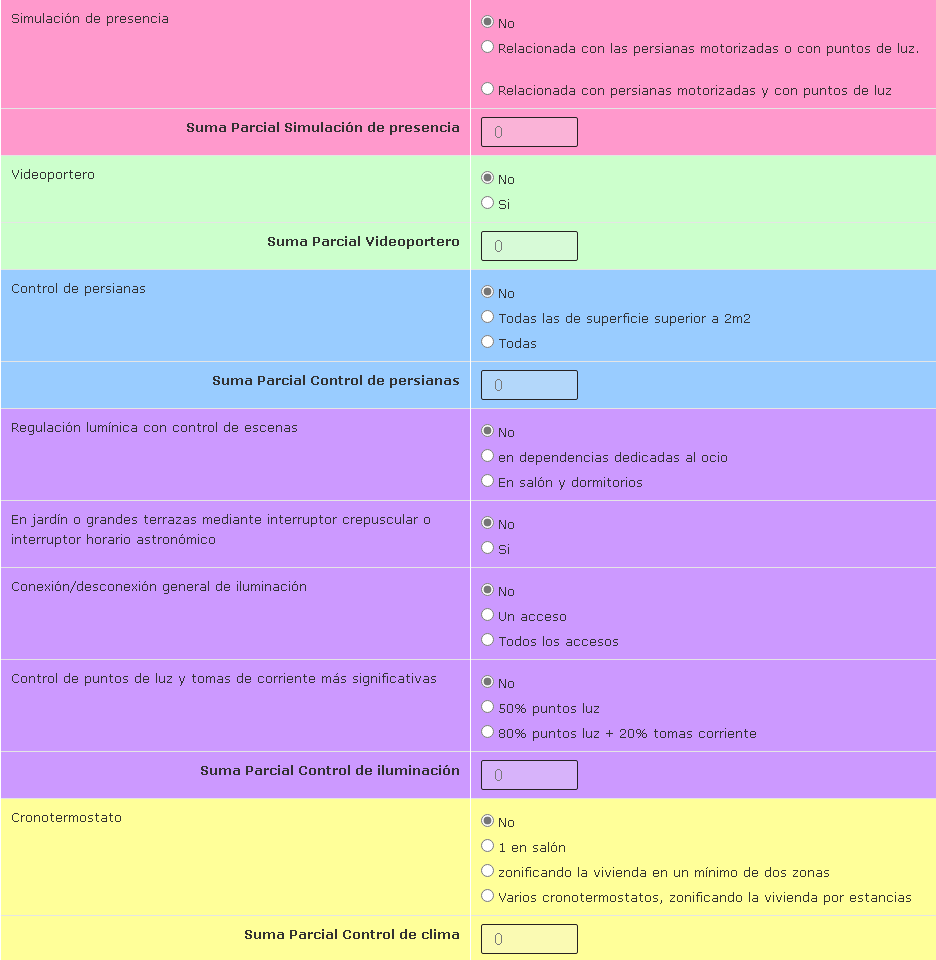 Simulación de presencia
No
Relacionada con las persianas motorizadas o con puntos de luz.
Relacionada con persianas motorizadas y con puntos de luz
Suma Parcial Simulación de presencia
0
Videoportero
No
Si
Suma Parcial Videoportero
0
Control de persianas
No
Todas las de superficie superior a 2m2
Todas
Suma Parcial Control de persianas
0
Regulación lumínica con control de escenas
No
en dependencias dedicadas al ocio
En salón y dormitorios
En jardín o grandes terrazas mediante interruptor crepuscular o
interruptor horario astronómico
No
Si
Conexión/desconexión general de iluminación
No
Un acceso
Todos los accesos
Control de puntos de luz y tomas de corriente más significativas
No
50% puntos luz
80% puntos luz + 20% tomas corriente
Suma Parcial Control de iluminación
0
Cronotermostato
No
1 en salón
zonificando la vivienda en un mínimo de dos zonas
Varios cronotermostatos, zonificando la vivienda por estancias
Suma Parcial Control de clima
0